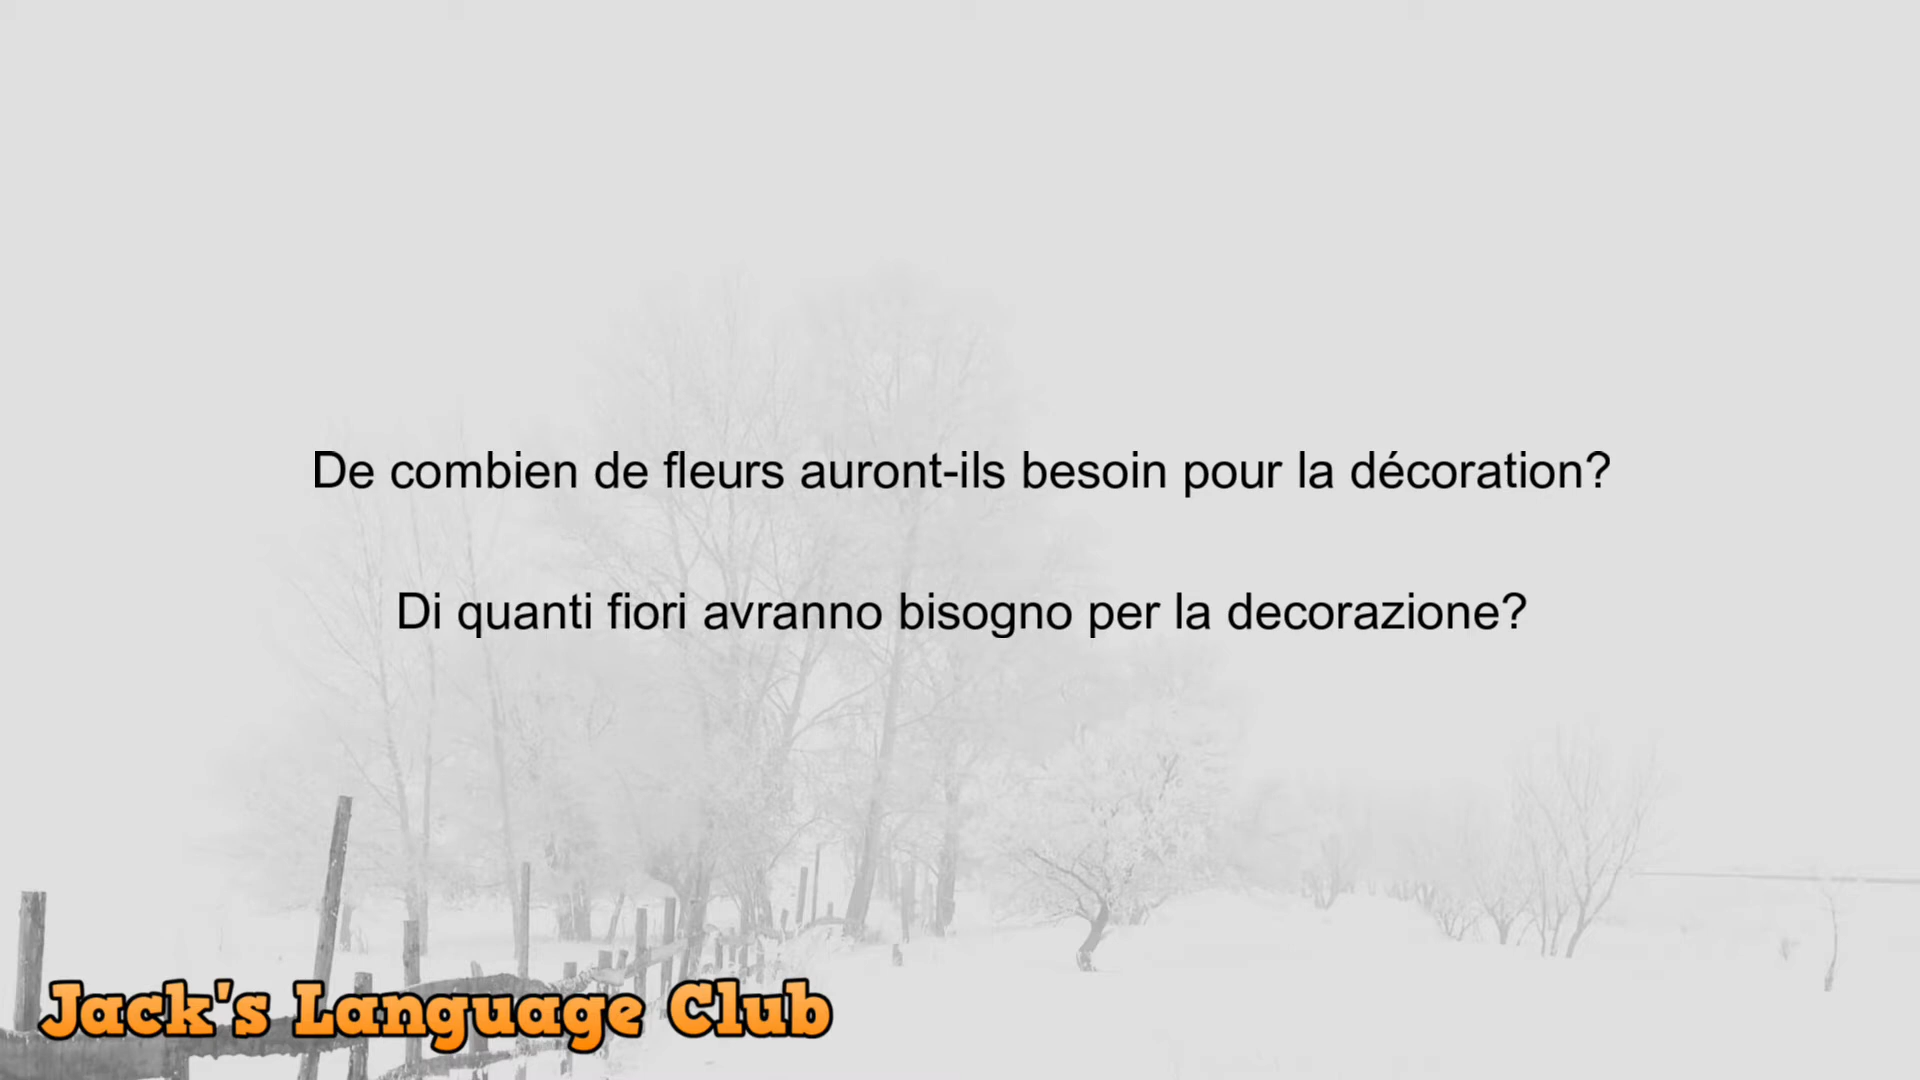 De combien de fleurs auront-ils besoin pour la décoration?
Di quanti fiori avranno bisogno per la decorazione?
Jack's Language Club